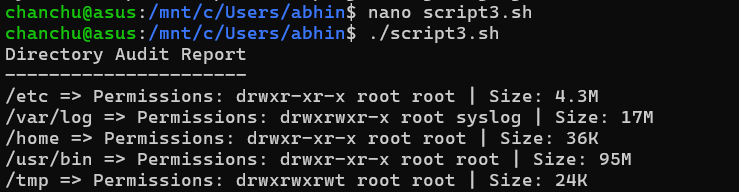 chanchu@asus:/mnt/c/Users/abhin$ nano script3.sh
chanchu@asus:/mnt/c/Users/abhin$ ./script3.sh
Directory Audit Report
----------------------
/etc => Permissions: drwxr-xr-x root root | Size: 4.3M
/var/log => Permissions: drwxrwxr-x root syslog | Size: 17M
/home => Permissions: drwxr-xr-x root root | Size: 36K
/usr/bin => Permissions: drwxr-xr-x root root | Size: 95M
/tmp => Permissions: drwxrwxrwt root root | Size: 24K